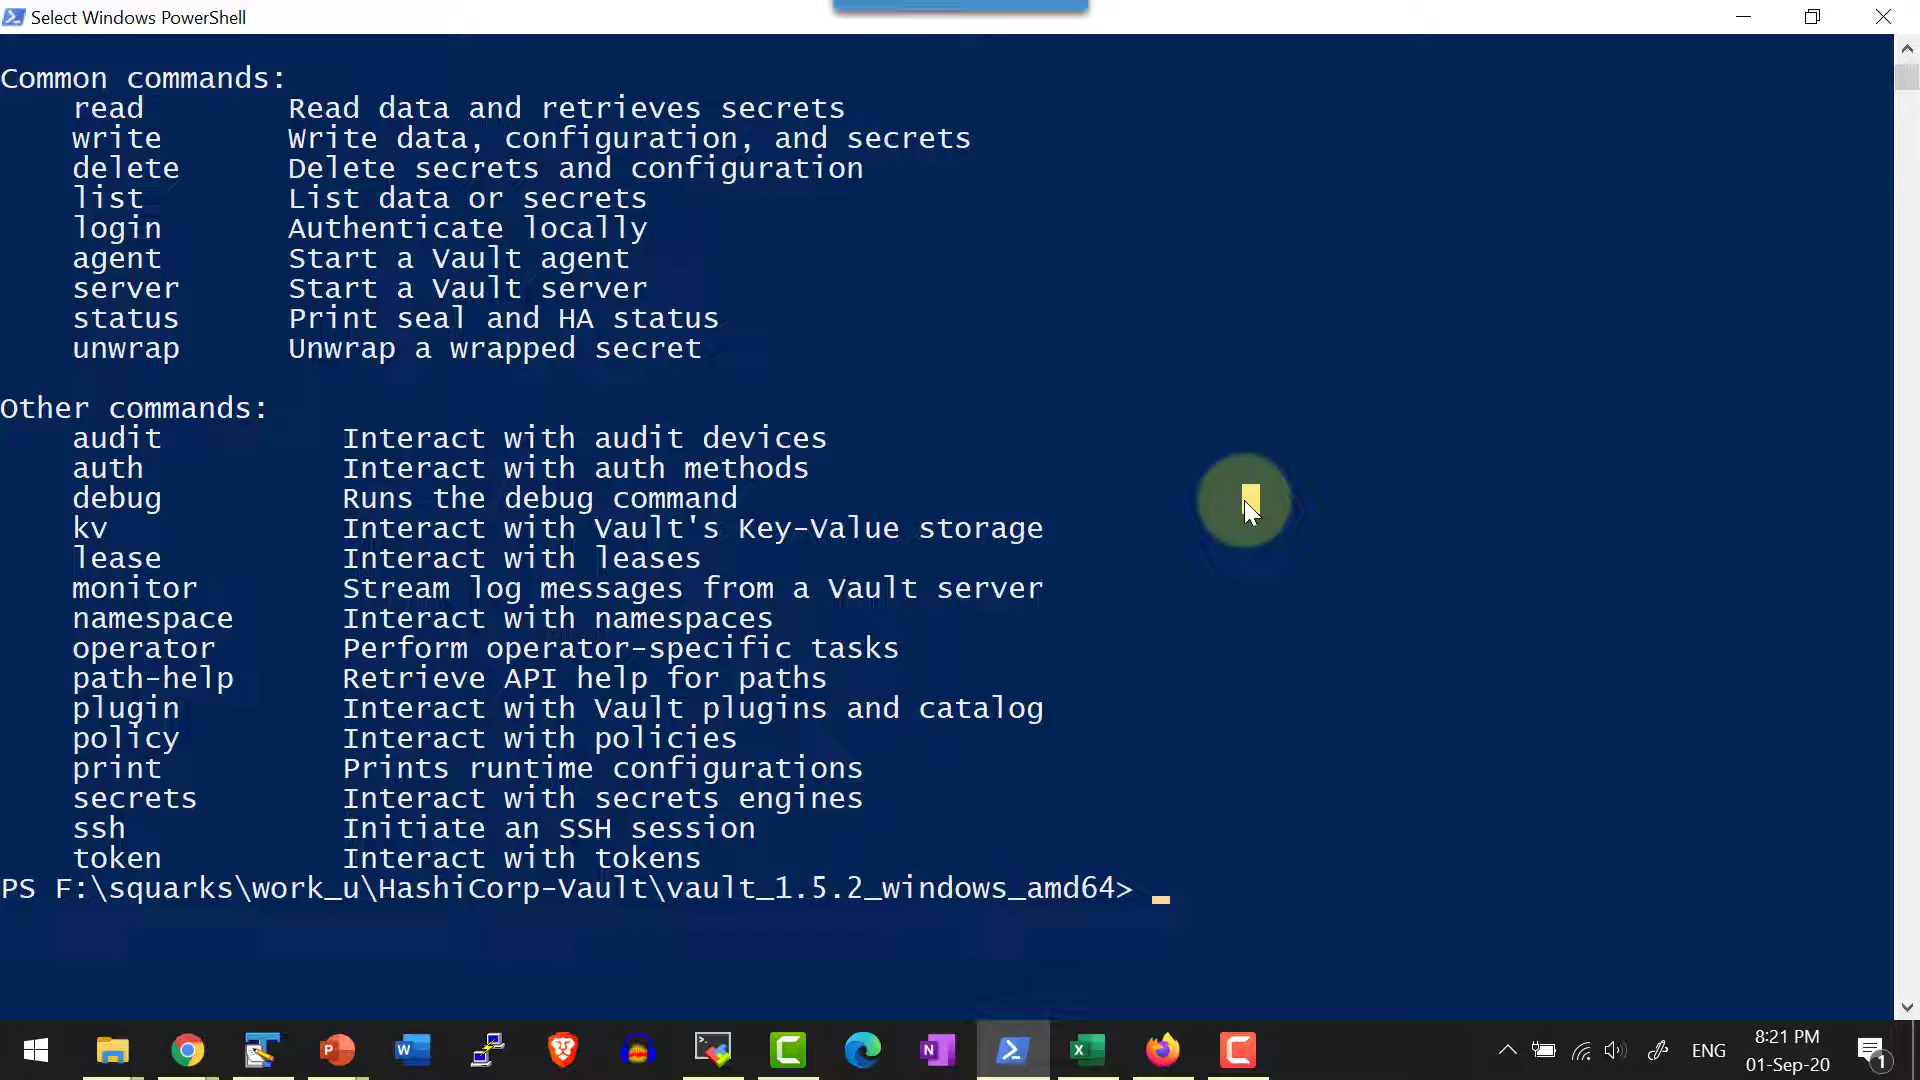 Select Windows PowerShell
Common commands:
read Read data and retrieves secrets
write Write data, configuration, and secrets
delete Delete secrets and configuration
list List data or secrets
login Authenticate locally
agent Start a Vault agent
server Start a Vault server
status Print seal and HA status
unwrap Unwrap a wrapped secret
Other commands:
audit Interact with audit devices
auth Interact with auth methods
debug Runs the debug command
kv Interact with Vault's Key-Value storage
lease Interact with leases
monitor Stream log messages from a Vault server
namespace Interact with namespaces
operator Perform operator-specific tasks
path-help Retrieve API help for paths
plugin Interact with Vault plugins and catalog
policy Interact with policies
print Prints runtime configurations
secrets Interact with secrets engines
ssh Initiate an SSH session
token Interact with tokens
PS F:\squarks\work_u\HashiCorp-Vault\vault_1.5.2_windows_amd64>
ENG
8:21 PM
01-Sep-20
1